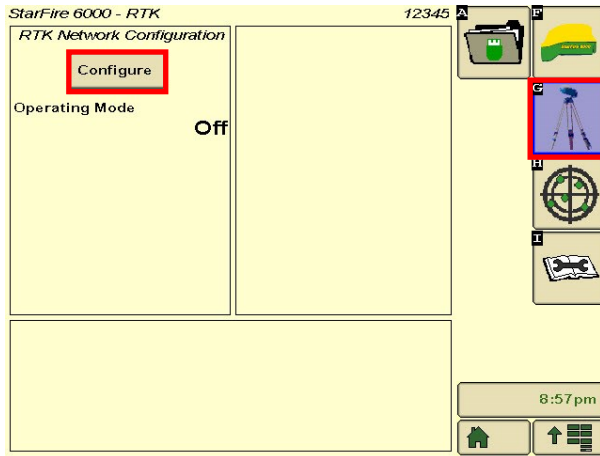 StarFire 6000 - RTK 12345
RTK Network Configuration
Configure
Operating Mode
Off
A
F
G
H
I
8:57pm